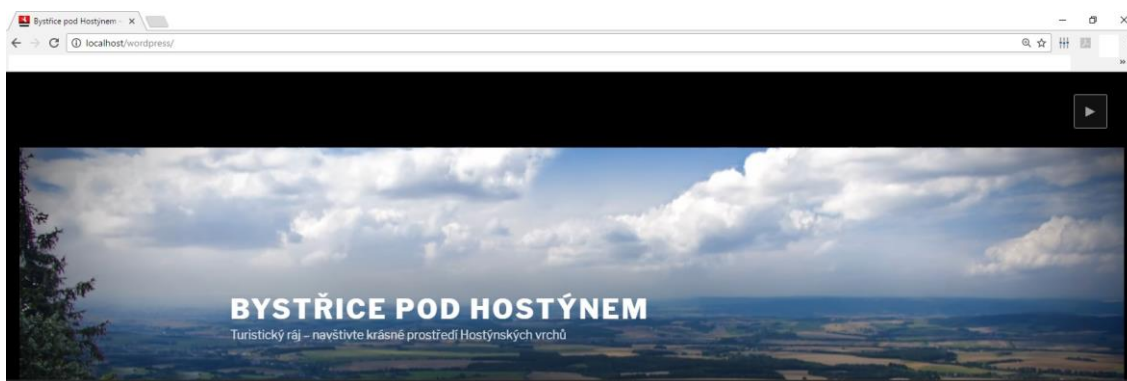 Bystřice pod Hostýnem –
localhost/wordpress/
BYSTŘICE POD HOSTÝNEM
Turistický ráj – navštivte krásné prostředí Hostýnských vrchů